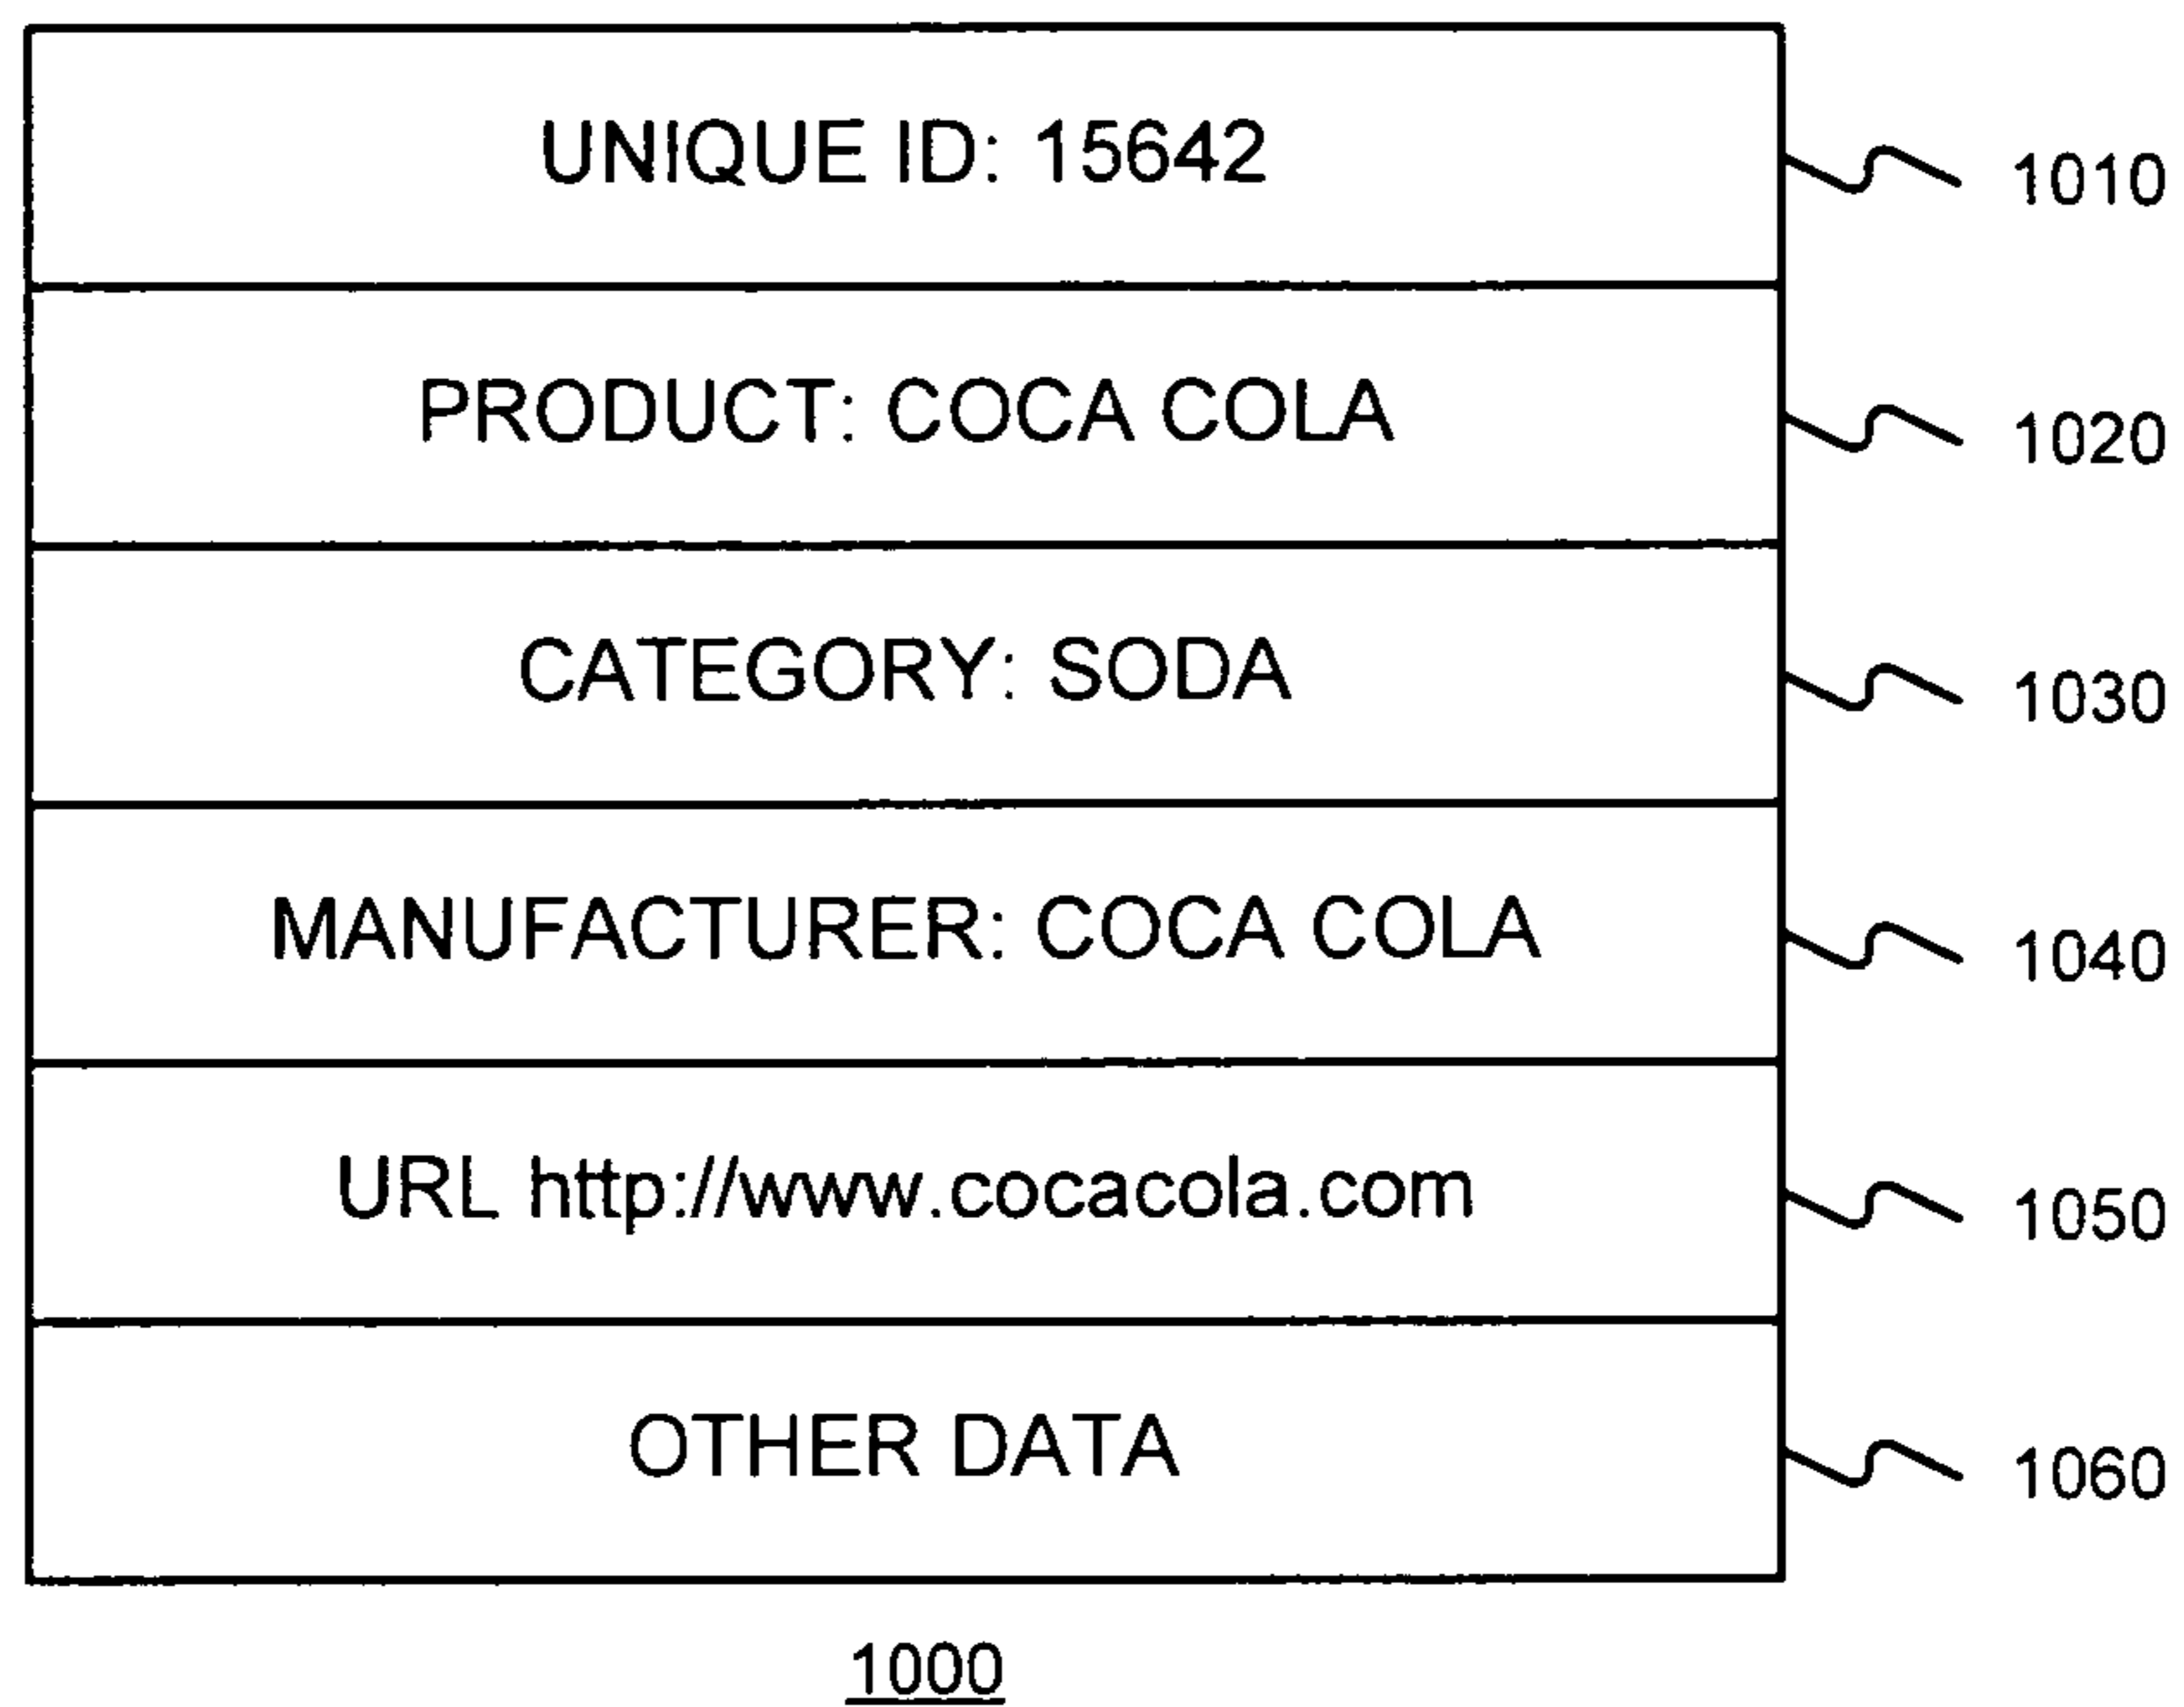 UNIQUE ID: 15642 1010
PRODUCT: COCA COLA 1020
CATEGORY: SODA 1030
MANUFACTURER: COCA COLA 1040
URL http://www.cocacola.com 1050
OTHER DATA 1060
1000